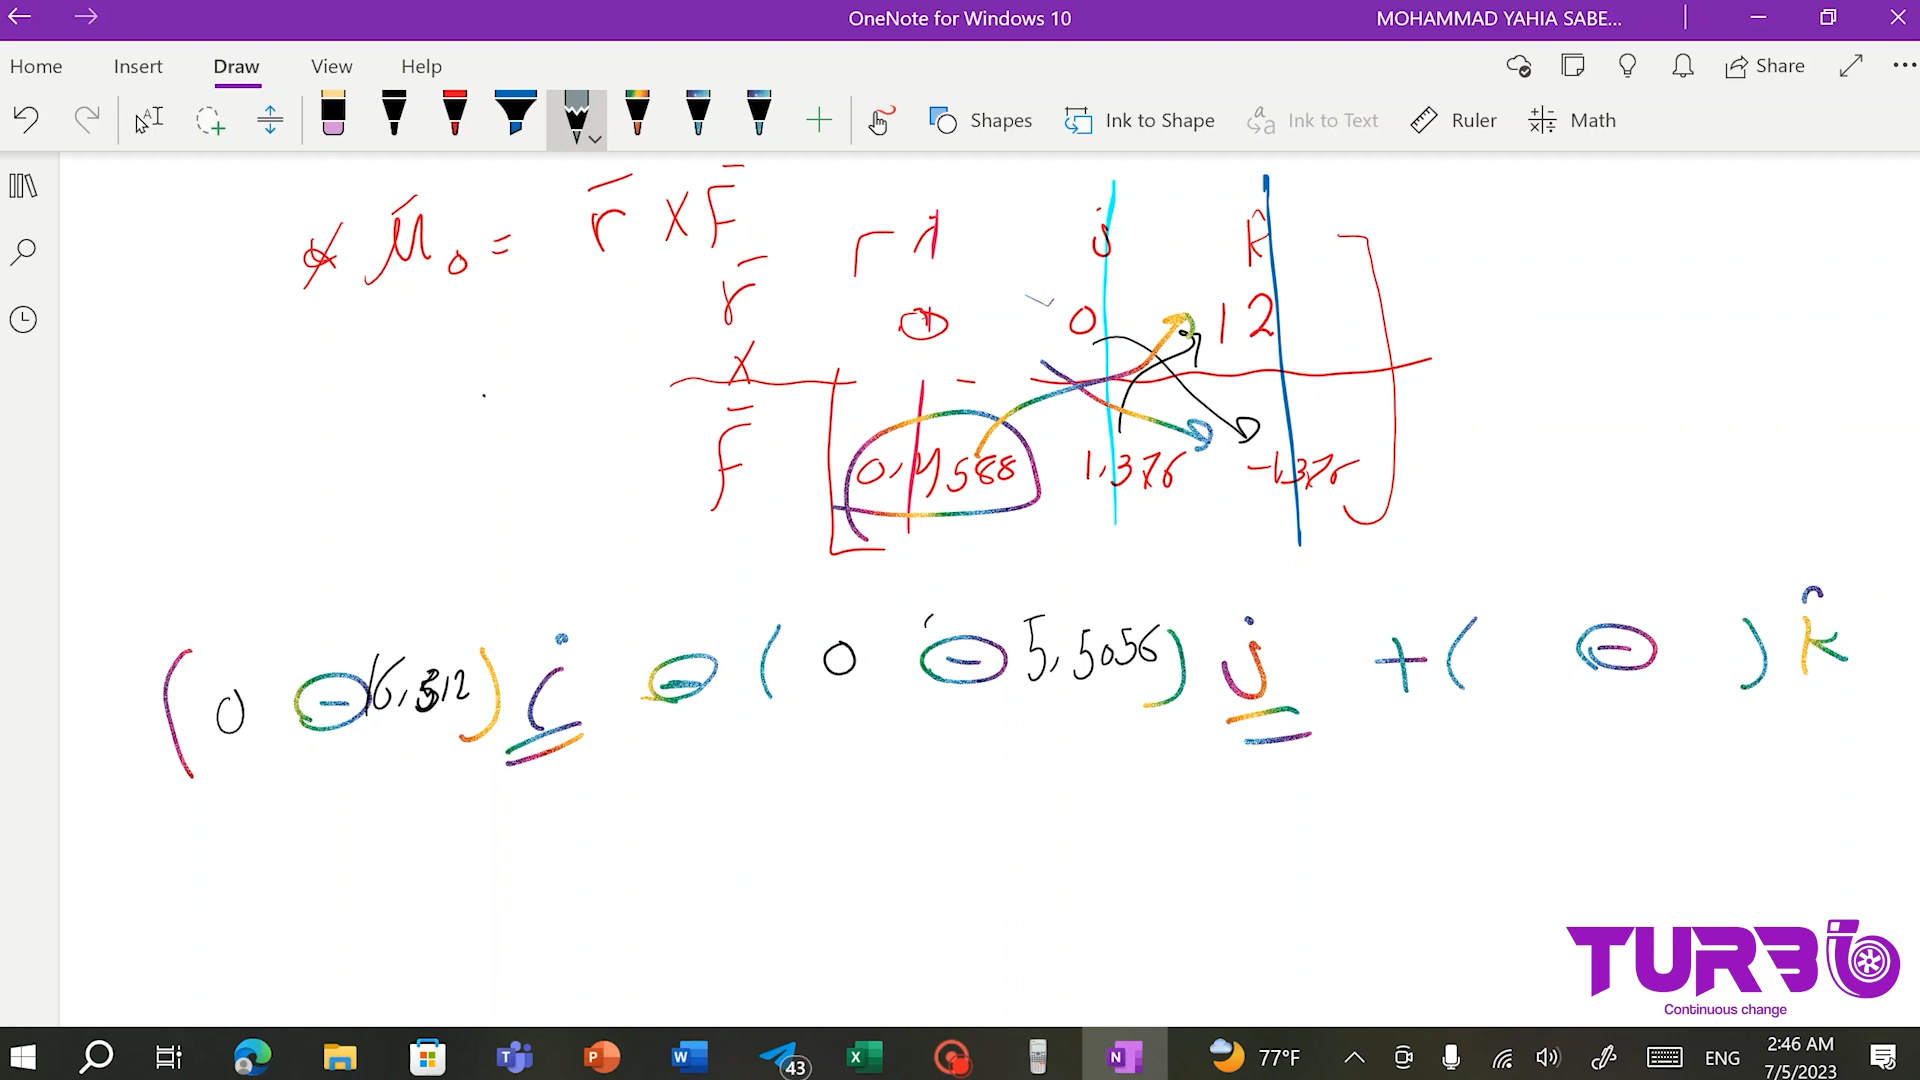 OneNote for Windows 10
MOHAMMAD YAHIA SABE...
Home Insert Draw View Help
Share
Shapes
Ink to Shape
Ink to Text
Ruler
Math
M̄o = r̄ x F̄
i j k̂
r̄ 0 0 12
x
F̄ 0,4588 1,376 -1,376
(0 - 16,512) i - (0 - 5,5056) j + ( - ) k̂
TURBO
Continuous change
43
77°F
ENG
2:46 AM
7/5/2023